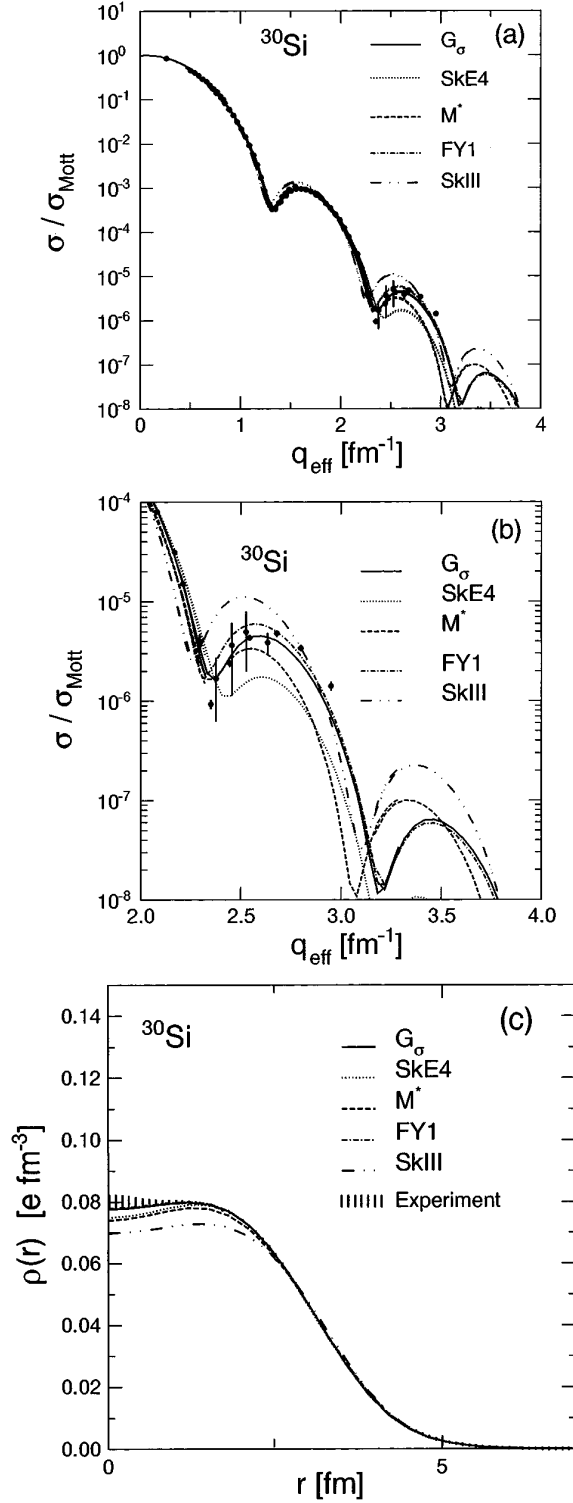 10¹
³⁰Si
(a)
G_σ
10⁰
SkE4
10⁻¹
M*
10⁻²
FY1
SkIII
10⁻³
σ / σ_Mott
10⁻⁴
10⁻⁵
10⁻⁶
10⁻⁷
10⁻⁸
0 1 2 3 4
q_eff [fm⁻¹]
10⁻⁴
(b)
³⁰Si
G_σ
SkE4
M*
10⁻⁵
FY1
SkIII
σ / σ_Mott
10⁻⁶
10⁻⁷
10⁻⁸
2.0 2.5 3.0 3.5 4.0
q_eff [fm⁻¹]
0.14
³⁰Si
(c)
G_σ
SkE4
0.12
M*
FY1
0.10
SkIII
0.08
Experiment
ρ(r) [e fm⁻³]
0.06
0.04
0.02
0.00
0 5
r [fm]